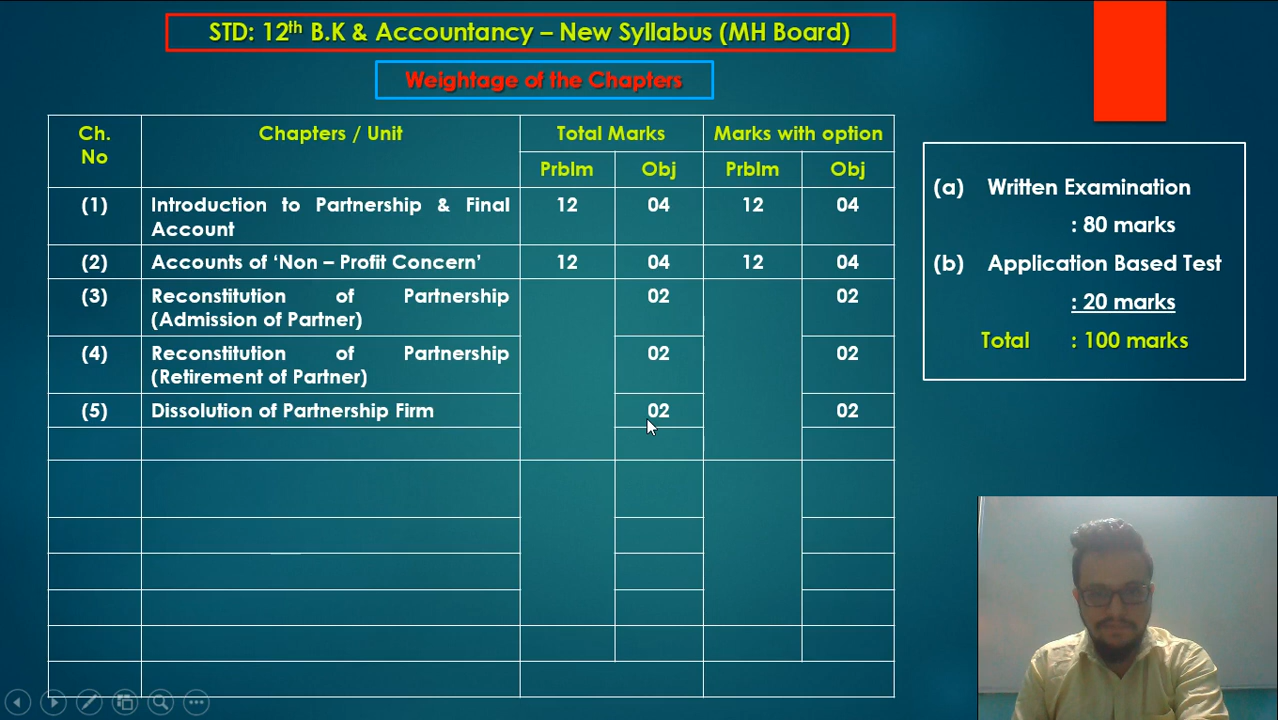 STD: 12th B.K & Accountancy – New Syllabus (MH Board)
Weightage of the Chapters
Ch. No Chapters / Unit Total Marks Marks with option
Prblm Obj Prblm Obj
(1) Introduction to Partnership & Final Account 12 04 12 04
(2) Accounts of ‘Non – Profit Concern’ 12 04 12 04
(3) Reconstitution of Partnership (Admission of Partner) 02 02
(4) Reconstitution of Partnership (Retirement of Partner) 02 02
(5) Dissolution of Partnership Firm 02 02
(a) Written Examination
: 80 marks
(b) Application Based Test
: 20 marks
Total : 100 marks